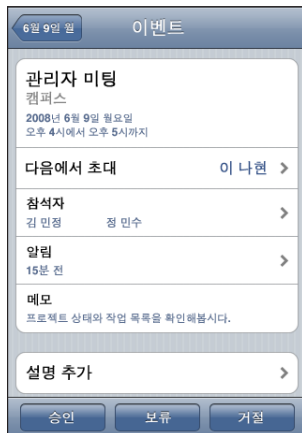 6월 9일 월
이벤트
관리자 미팅
캠퍼스
2008년 6월 9일 월요일
오후 4시에서 오후 5시까지
다음에서 초대 이 나현
참석자
김 민정 정 민수
알림
15분 전
메모
프로젝트 상태와 작업 목록을 확인해봅시다.
설명 추가
승인 보류 거절